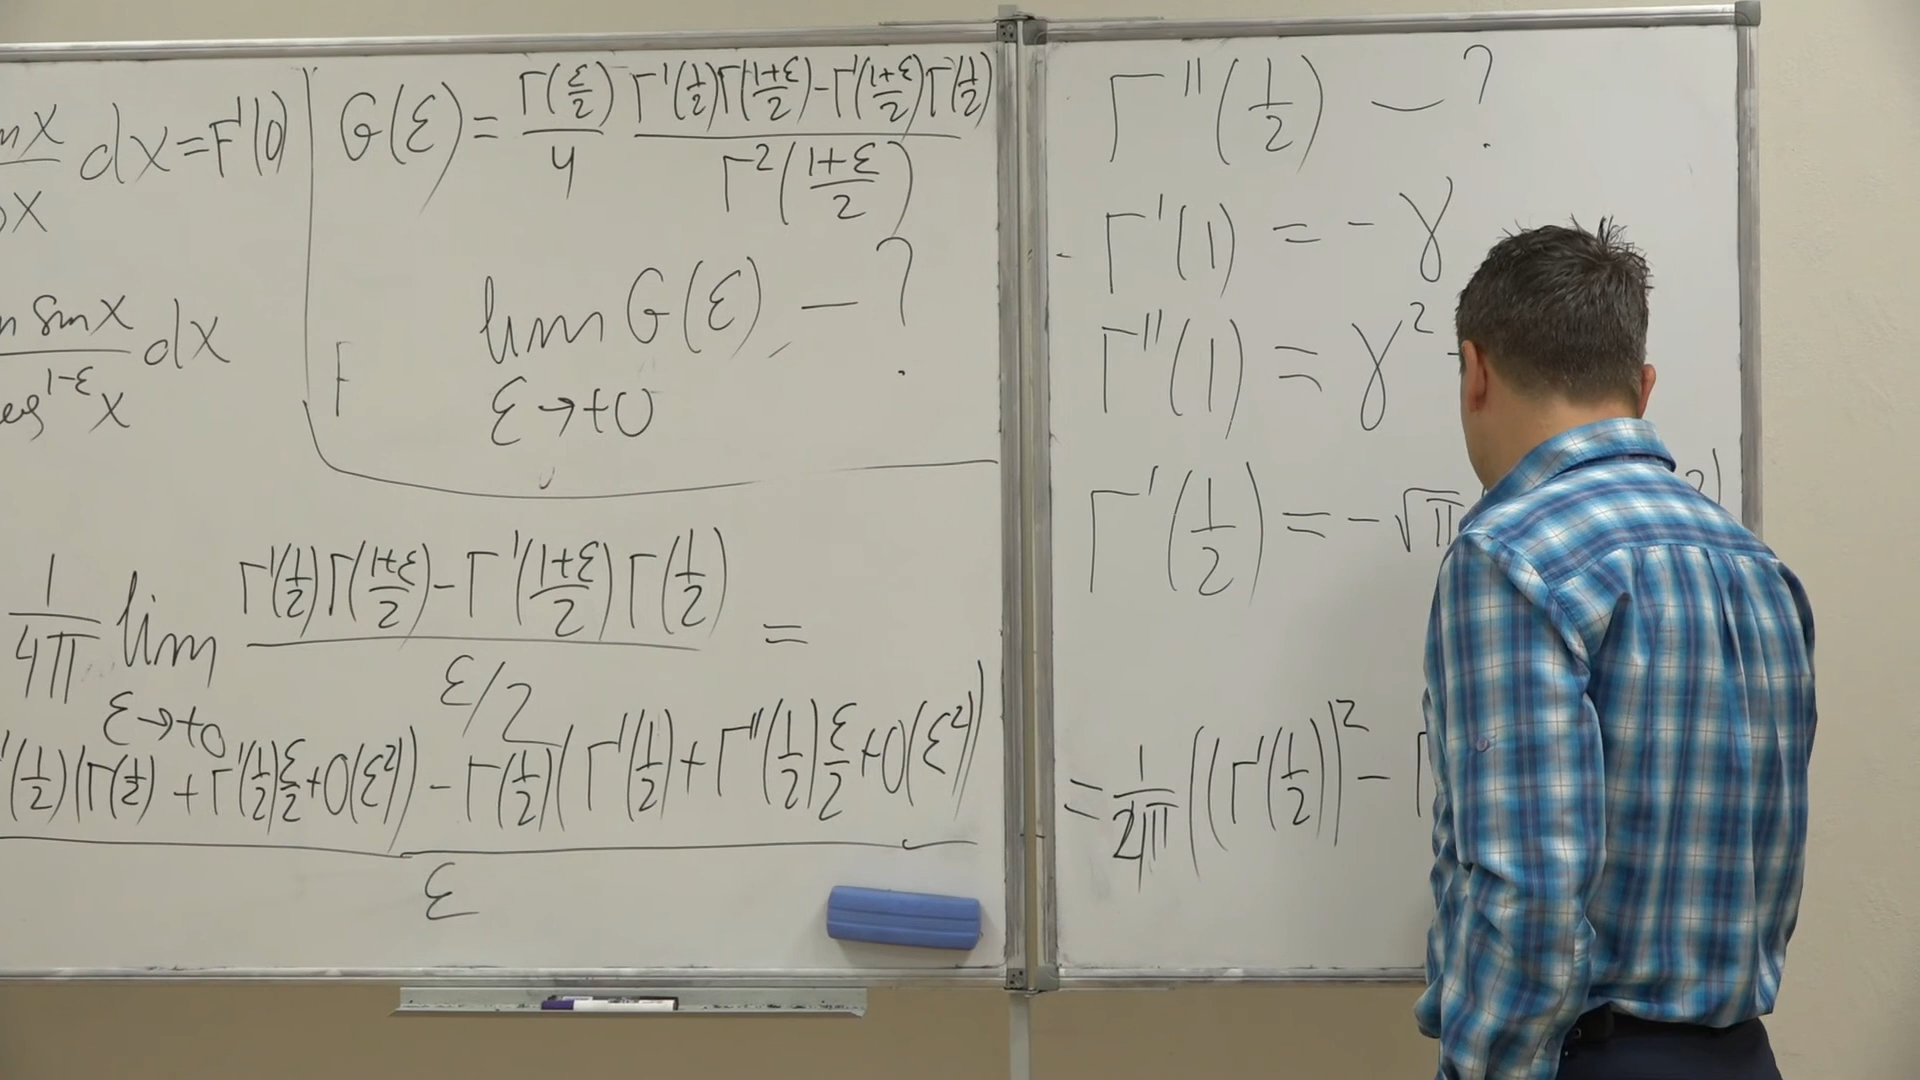 dx = F'(0)
x
n sin x dx
1-ε x
G(ε) = Γ(ε/2)/4 (Γ'(1/2)Γ((1+ε)/2) - Γ'((1+ε)/2)Γ(1/2))/Γ²((1+ε)/2)
F lim G(ε) - ?
ε→+0
1/4π lim (Γ'(1/2)Γ((1+ε)/2) - Γ'((1+ε)/2)Γ(1/2))/(ε/2) =
ε→+0
'(1/2)(Γ(1/2) + Γ'(1/2)ε/2 + O(ε²)) - Γ(1/2)(Γ'(1/2) + Γ''(1/2)ε/2 + O(ε²))
ε
Γ''(1/2) - ?
Γ'(1) = -γ
Γ''(1) = γ²
Γ'(1/2) = -√π
= 1/2π ((Γ'(1/2))² - Γ